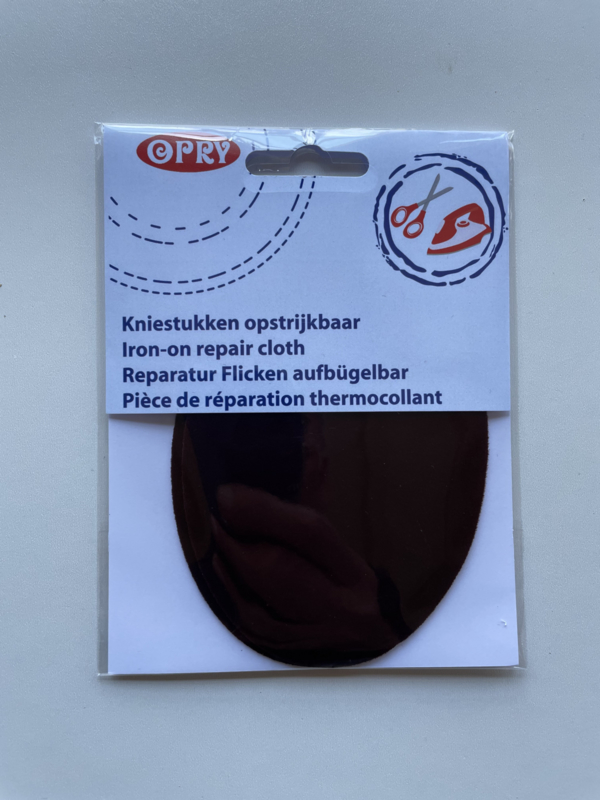 OPRY
Kniestukken opstrijkbaar
Iron-on repair cloth
Reparatur Flicken aufbügelbar
Pièce de réparation thermocollant